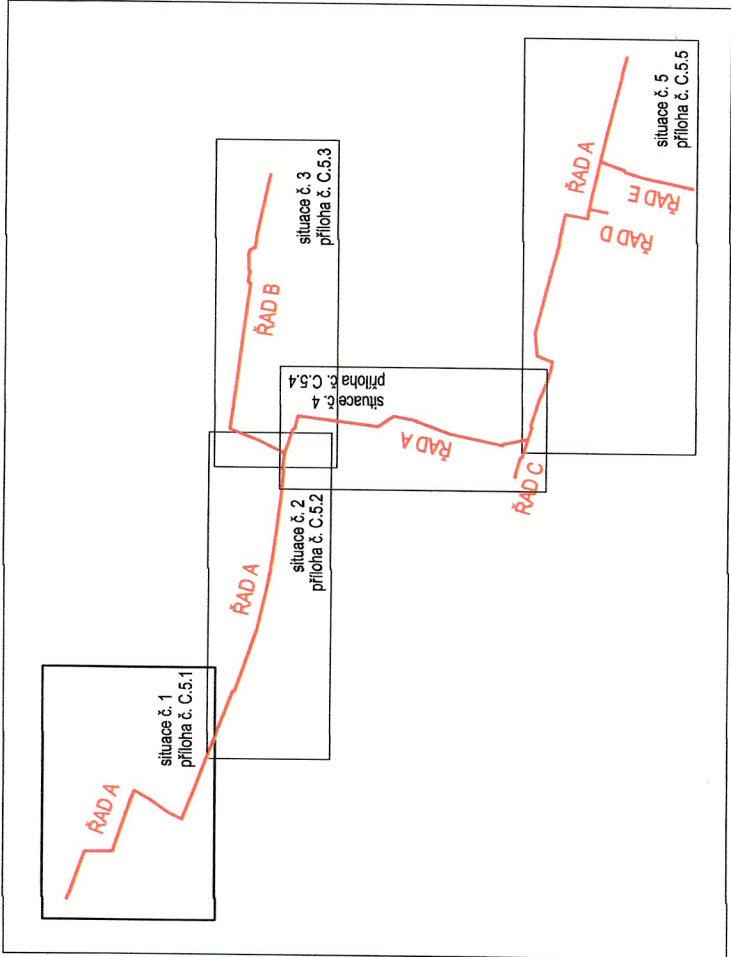 ŘAD A
situace č. 1
příloha č. C.5.1
ŘAD A
situace č. 2
příloha č. C.5.2
ŘAD B
situace č. 3
příloha č. C.5.3
situace č. 4
příloha č. C.5.4
ŘAD A
ŘAD C
ŘAD A
ŘAD D
ŘAD E
situace č. 5
příloha č. C.5.5